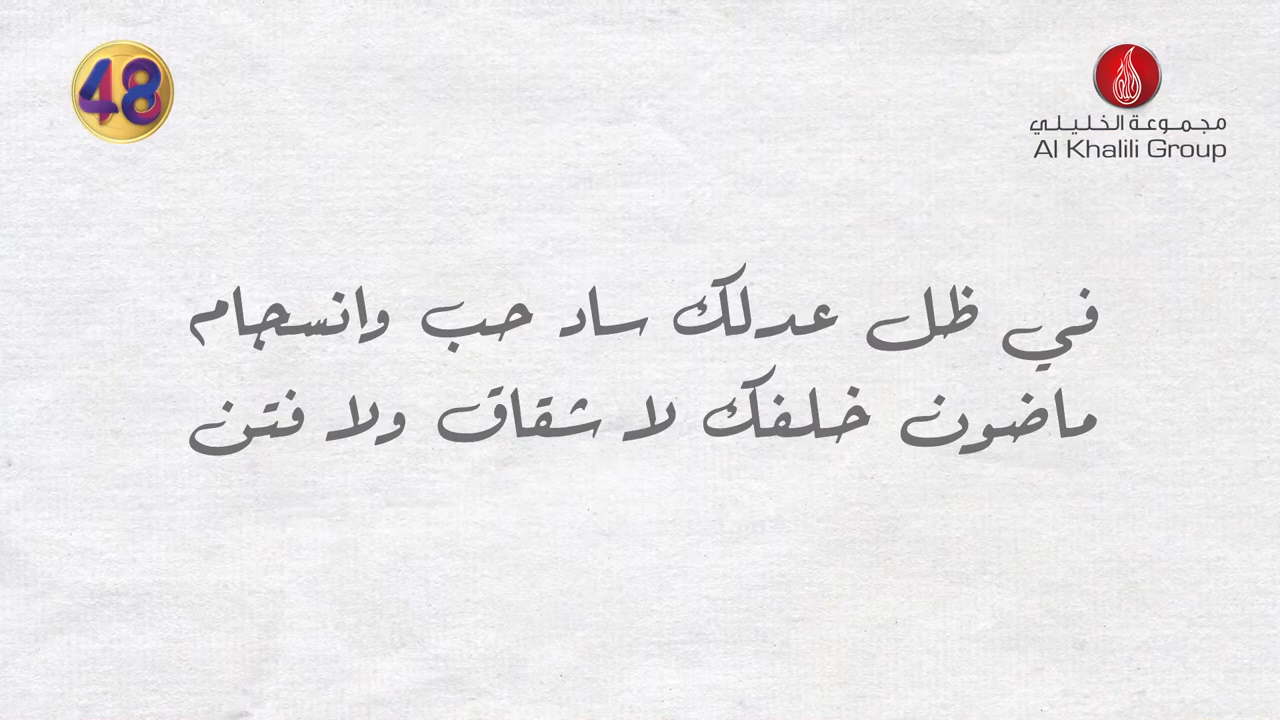 48
مجموعة الخليلي
Al Khalili Group
في ظل عدلك ساد حب وانسجام
ماضون خلفك لا شقاق ولا فتن